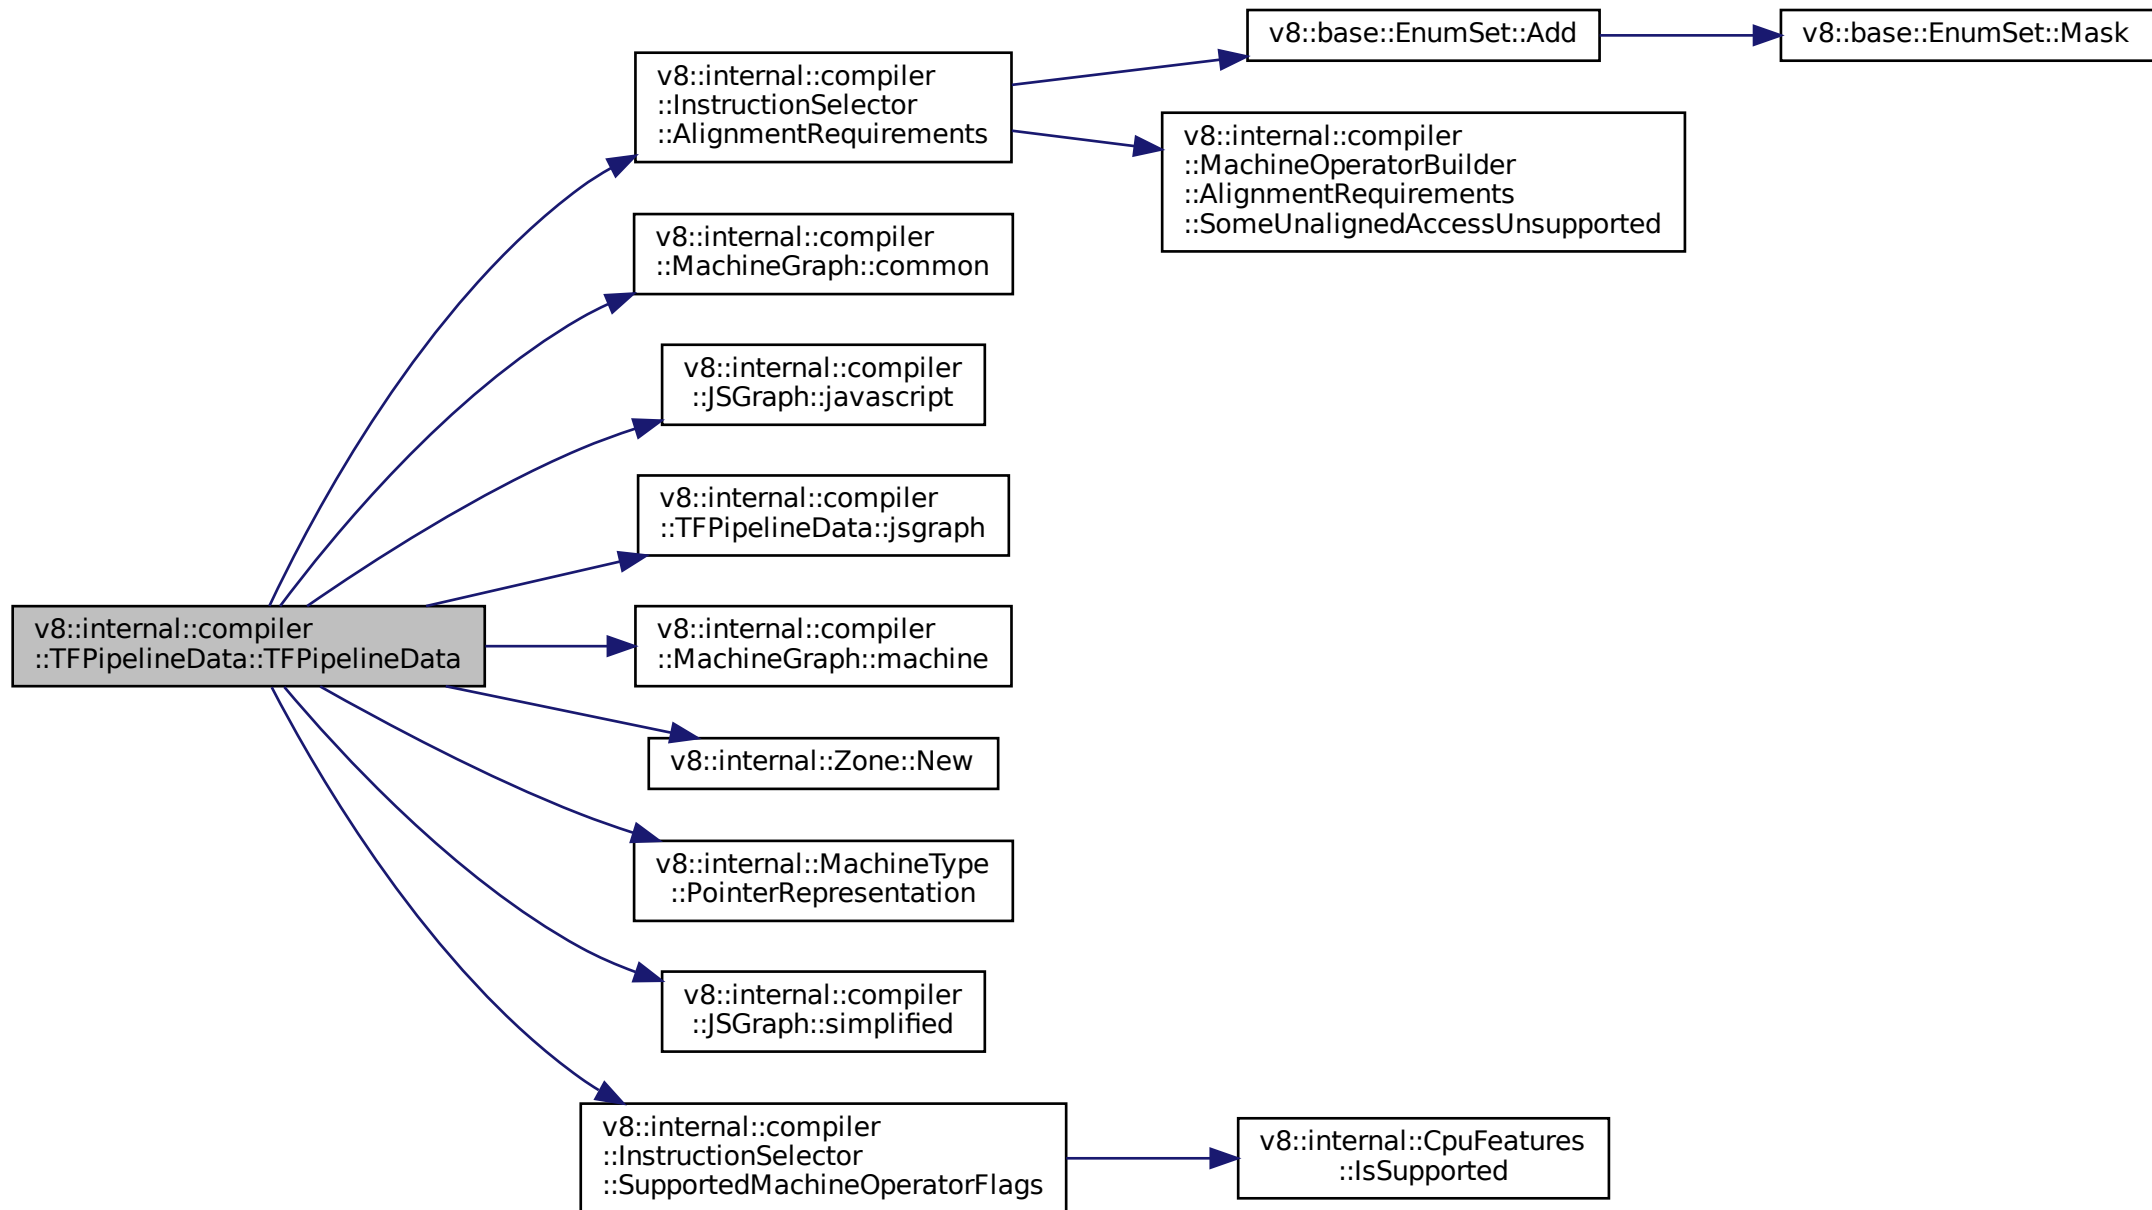 v8::internal::compiler
::TFPipelineData::TFPipelineData
v8::internal::compiler
::InstructionSelector
::AlignmentRequirements
v8::base::EnumSet::Add
v8::base::EnumSet::Mask
v8::internal::compiler
::MachineOperatorBuilder
::AlignmentRequirements
::SomeUnalignedAccessUnsupported
v8::internal::compiler
::MachineGraph::common
v8::internal::compiler
::JSGraph::javascript
v8::internal::compiler
::TFPipelineData::jsgraph
v8::internal::compiler
::MachineGraph::machine
v8::internal::Zone::New
v8::internal::MachineType
::PointerRepresentation
v8::internal::compiler
::JSGraph::simplified
v8::internal::compiler
::InstructionSelector
::SupportedMachineOperatorFlags
v8::internal::CpuFeatures
::IsSupported